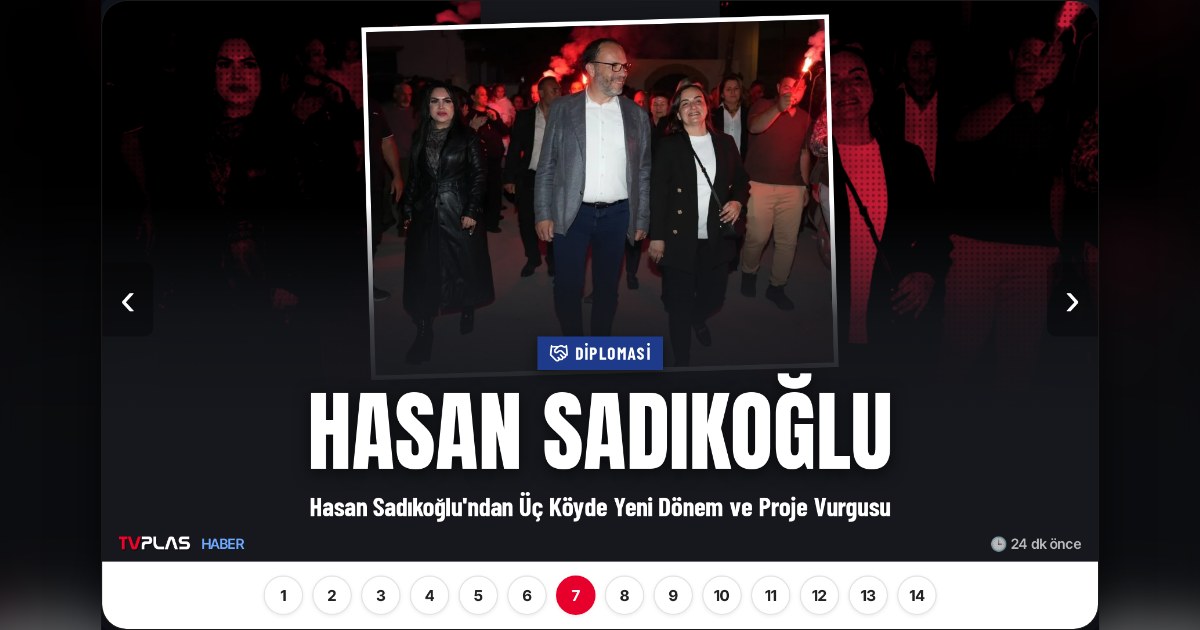 DİPLOMASİ
HASAN SADIKOĞLU
Hasan Sadıkoğlu'ndan Üç Köyde Yeni Dönem ve Proje Vurgusu
TVPLAS HABER
24 dk önce
1 2 3 4 5 6 7 8 9 10 11 12 13 14